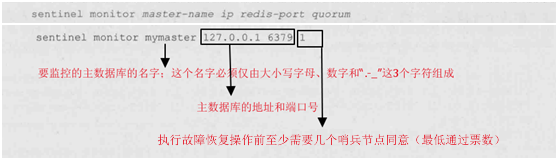 sentinel monitor master-name ip redis-port quorum
sentinel monitor mymaster 127.0.0.1 6379 1
要监控的主数据库的名字；这个名字必须仅由大小写字母、数字和“.-_”这3个字符组成
主数据库的地址和端口号
执行故障恢复操作前至少需要几个哨兵节点同意（最低通过票数）